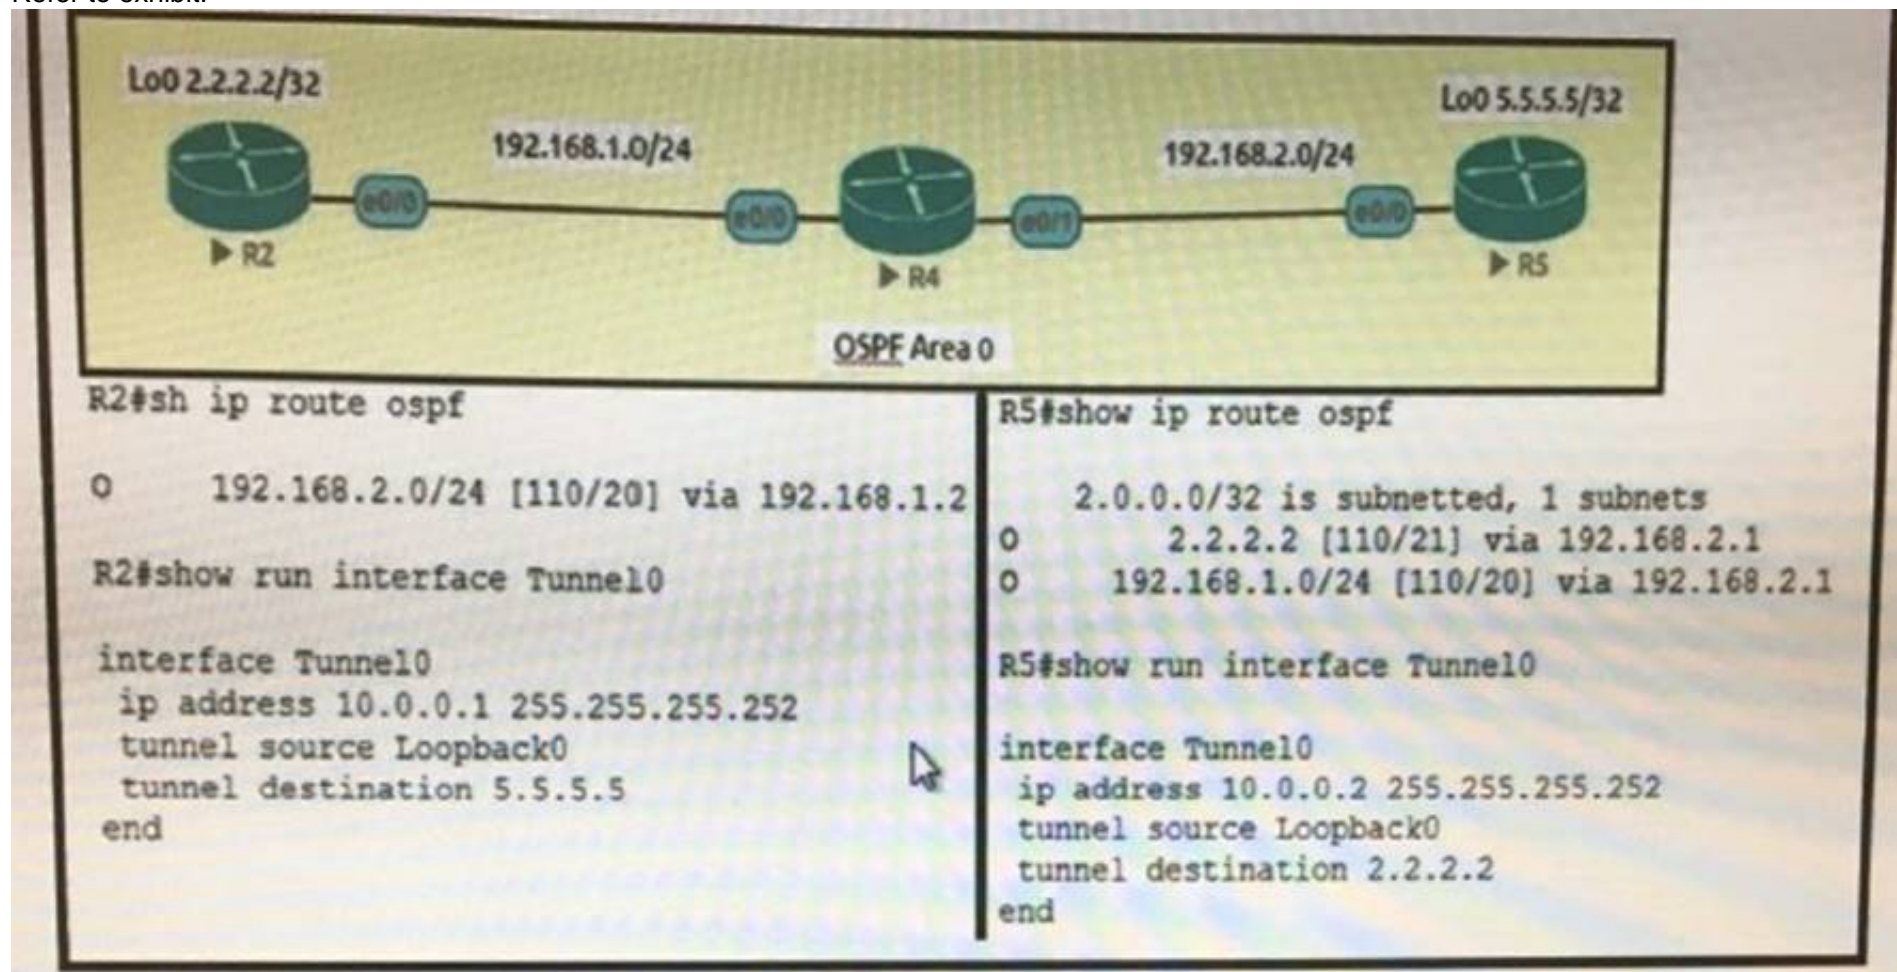 Refer to exhibit.
Lo0 2.2.2.2/32
Lo0 5.5.5.5/32
192.168.1.0/24
192.168.2.0/24
e0/0
e0/0
e0/1
e0/0
R2
R4
R5
OSPF Area 0
R2#sh ip route ospf
O 192.168.2.0/24 [110/20] via 192.168.1.2
R2#show run interface Tunnel0
interface Tunnel0
ip address 10.0.0.1 255.255.255.252
tunnel source Loopback0
tunnel destination 5.5.5.5
end
R5#show ip route ospf
2.0.0.0/32 is subnetted, 1 subnets
O 2.2.2.2 [110/21] via 192.168.2.1
O 192.168.1.0/24 [110/20] via 192.168.2.1
R5#show run interface Tunnel0
interface Tunnel0
ip address 10.0.0.2 255.255.255.252
tunnel source Loopback0
tunnel destination 2.2.2.2
end